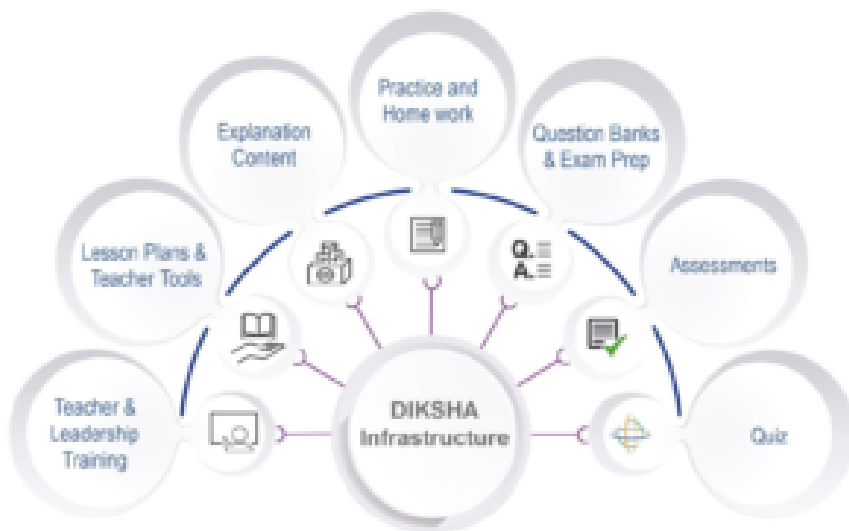 Practice and
Home work
Explanation
Content
Question Banks
& Exam Prep
Lesson Plans &
Teacher Tools
Q.
A.
Assessments
Teacher &
Leadership
Training
DIKSHA
Infrastructure
Quiz